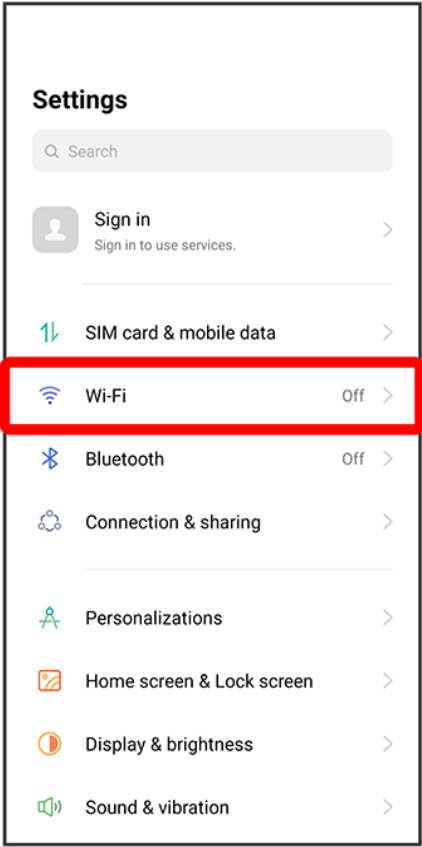 Settings
Search
Sign in
Sign in to use services.
SIM card & mobile data
Wi-Fi Off
Bluetooth Off
Connection & sharing
Personalizations
Home screen & Lock screen
Display & brightness
Sound & vibration